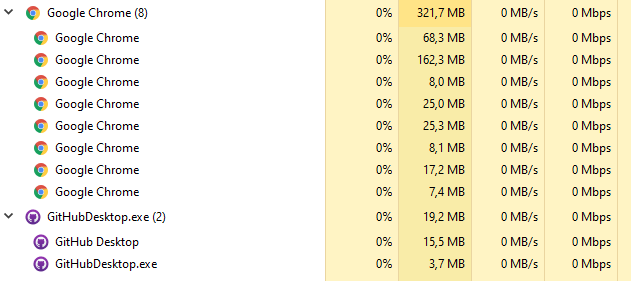 Google Chrome (8) 0% 321,7 MB 0 MB/s 0 Mbps
Google Chrome 0% 68,3 MB 0 MB/s 0 Mbps
Google Chrome 0% 162,3 MB 0 MB/s 0 Mbps
Google Chrome 0% 8,0 MB 0 MB/s 0 Mbps
Google Chrome 0% 25,0 MB 0 MB/s 0 Mbps
Google Chrome 0% 25,3 MB 0 MB/s 0 Mbps
Google Chrome 0% 8,1 MB 0 MB/s 0 Mbps
Google Chrome 0% 17,2 MB 0 MB/s 0 Mbps
Google Chrome 0% 7,4 MB 0 MB/s 0 Mbps
GitHubDesktop.exe (2) 0% 19,2 MB 0 MB/s 0 Mbps
GitHub Desktop 0% 15,5 MB 0 MB/s 0 Mbps
GitHubDesktop.exe 0% 3,7 MB 0 MB/s 0 Mbps